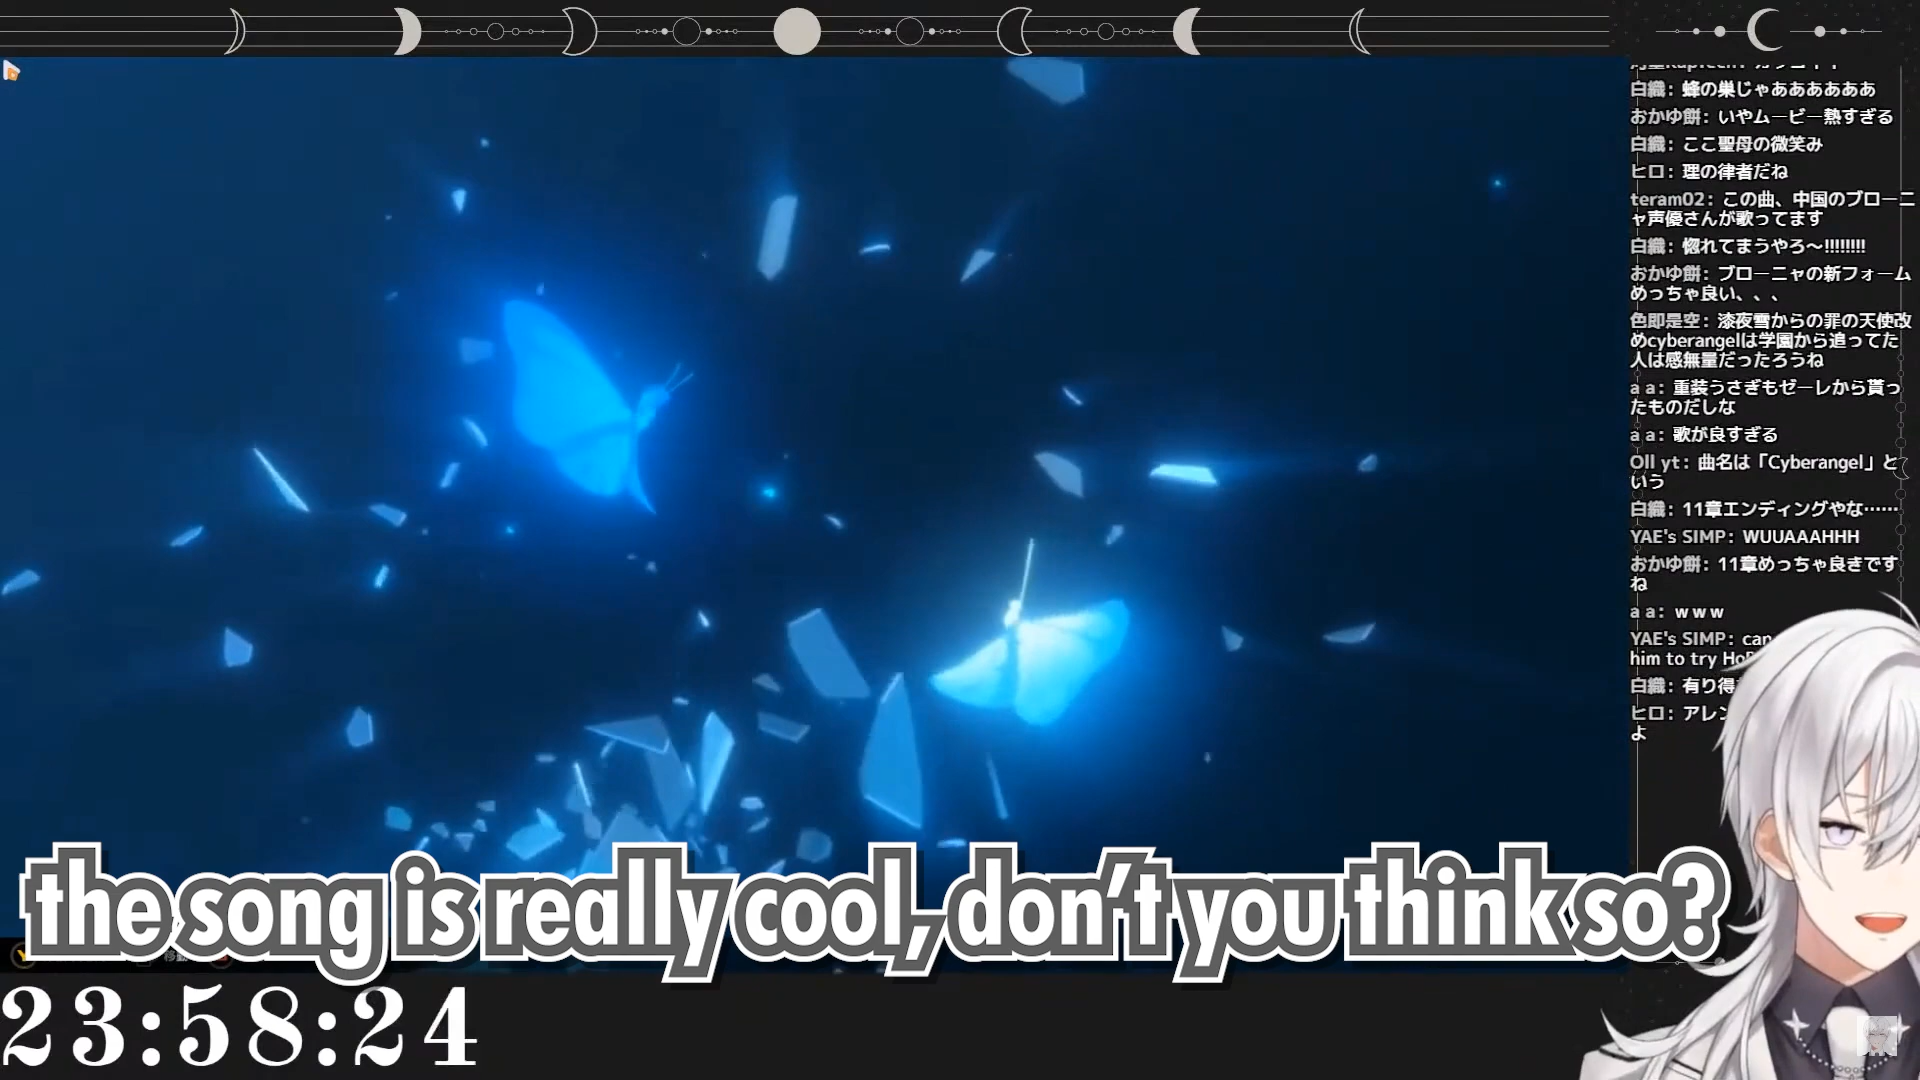 白織: 蜂の巣じゃああああああ
おかゆ餅: いやムービー熱すぎる
白織: ここ聖母の微笑み
ヒロ: 理の律者だね
teram02: この曲、中国のブローニ
ャ声優さんが歌ってます
白織: 惚れてまうやろ〜!!!!!!!!
おかゆ餅: ブローニャの新フォーム
めっちゃ良い、、、
色即是空: 漆夜雪からの罪の天使改
めcyberangelは学園から追ってた
人は感無量だったろうね
a a: 重装うさぎもゼーレから貰っ
たものだしな
a a: 歌が良すぎる
Oll yt: 曲名は「Cyberangel」と
いう
白織: 11章エンディングやな……
YAE's SIMP: WUUAAAHHH
おかゆ餅: 11章めっちゃ良きです
ね
a a: w w w
YAE's SIMP: can
him to try
白織: 有り得
ヒロ: アレン
よ
the song is really cool, don't you think so?
23:58:24